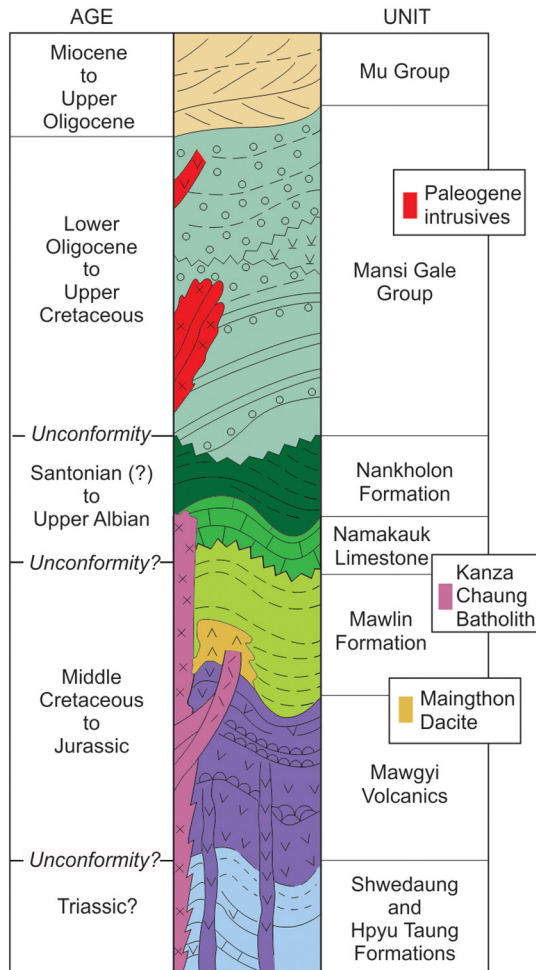 AGE
UNIT
Miocene
to
Upper
Oligocene
Mu Group
Paleogene
intrusives
Lower
Oligocene
to
Upper
Cretaceous
Mansi Gale
Group
Unconformity
Santonian (?)
to
Upper Albian
Nankholon
Formation
Namakauk
Limestone
Unconformity?
Kanza
Chaung
Batholith
Mawlin
Formation
Middle
Cretaceous
to
Jurassic
Maingthon
Dacite
Mawgyi
Volcanics
Unconformity?
Triassic?
Shwedaung
and
Hpyu Taung
Formations